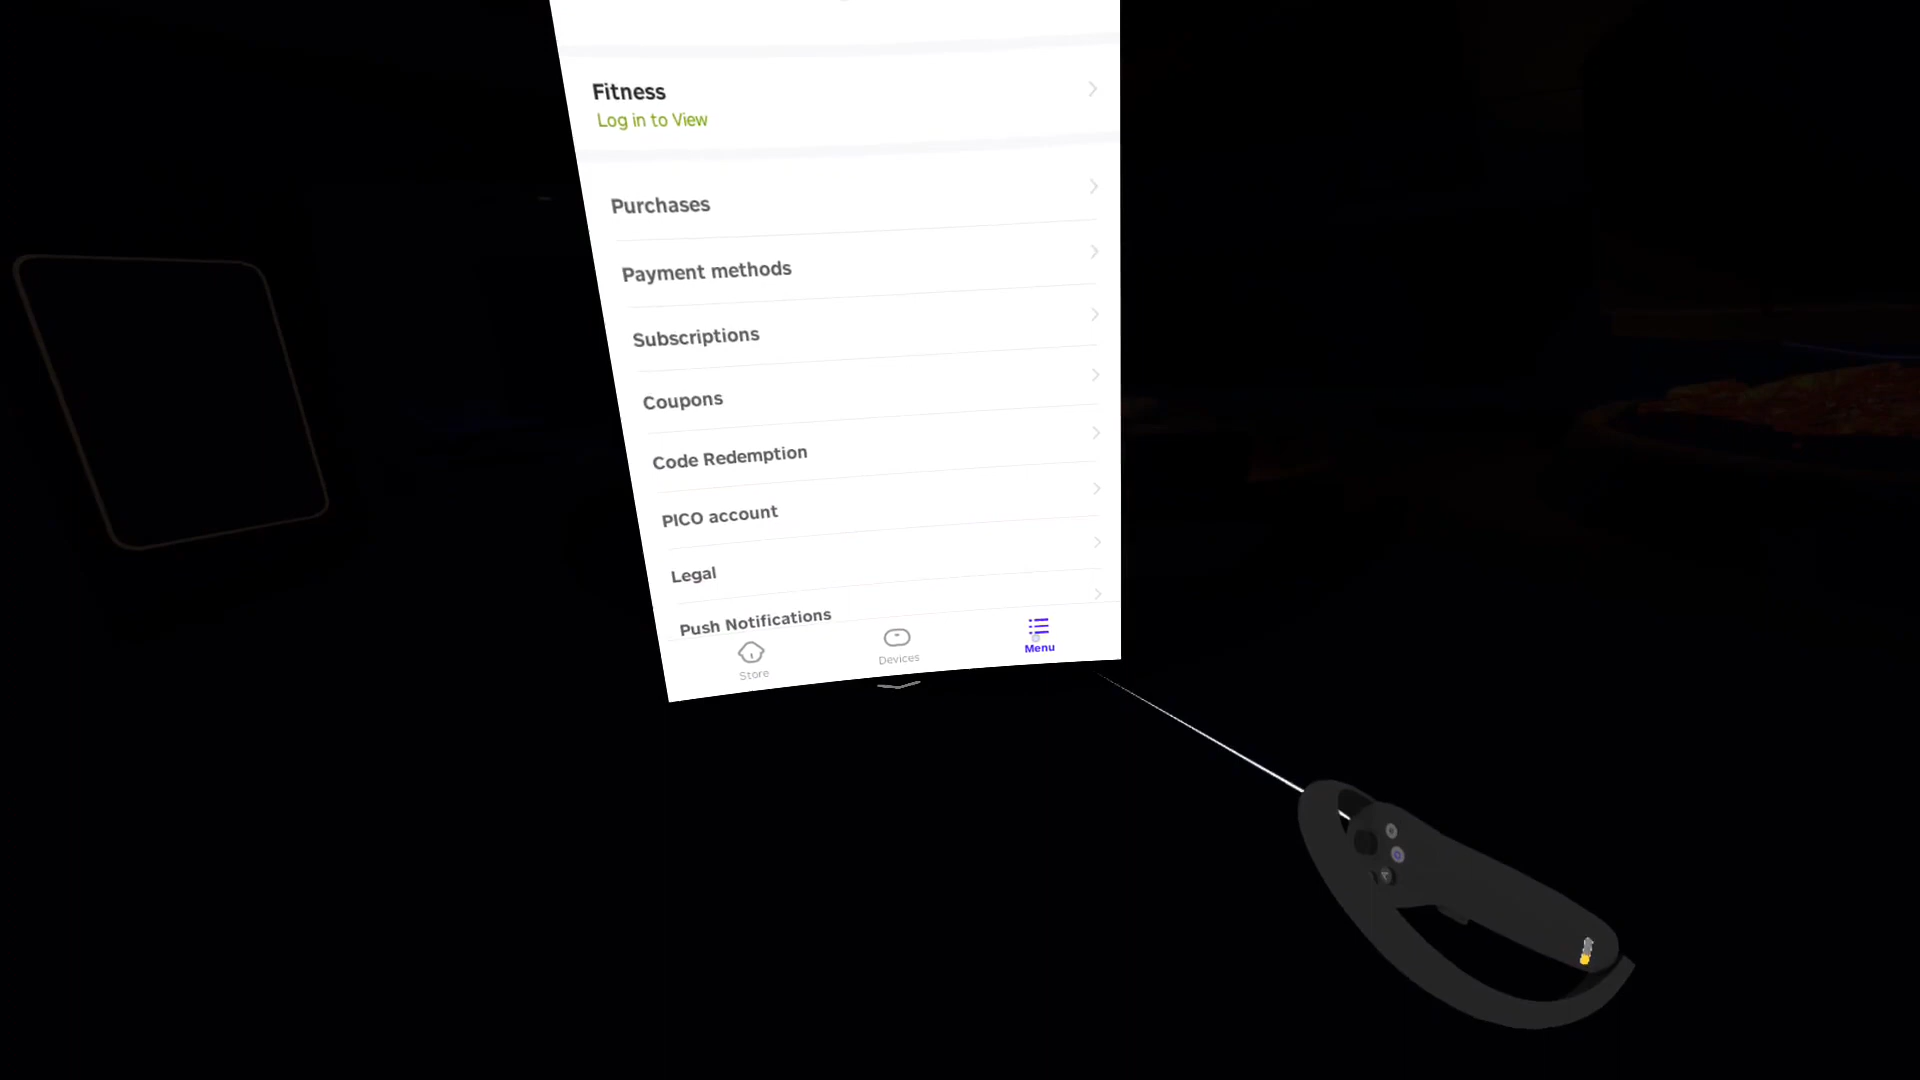 Fitness
Log in to View
Purchases
Payment methods
Subscriptions
Coupons
Code Redemption
PICO account
Legal
Push Notifications
Store
Devices
Menu